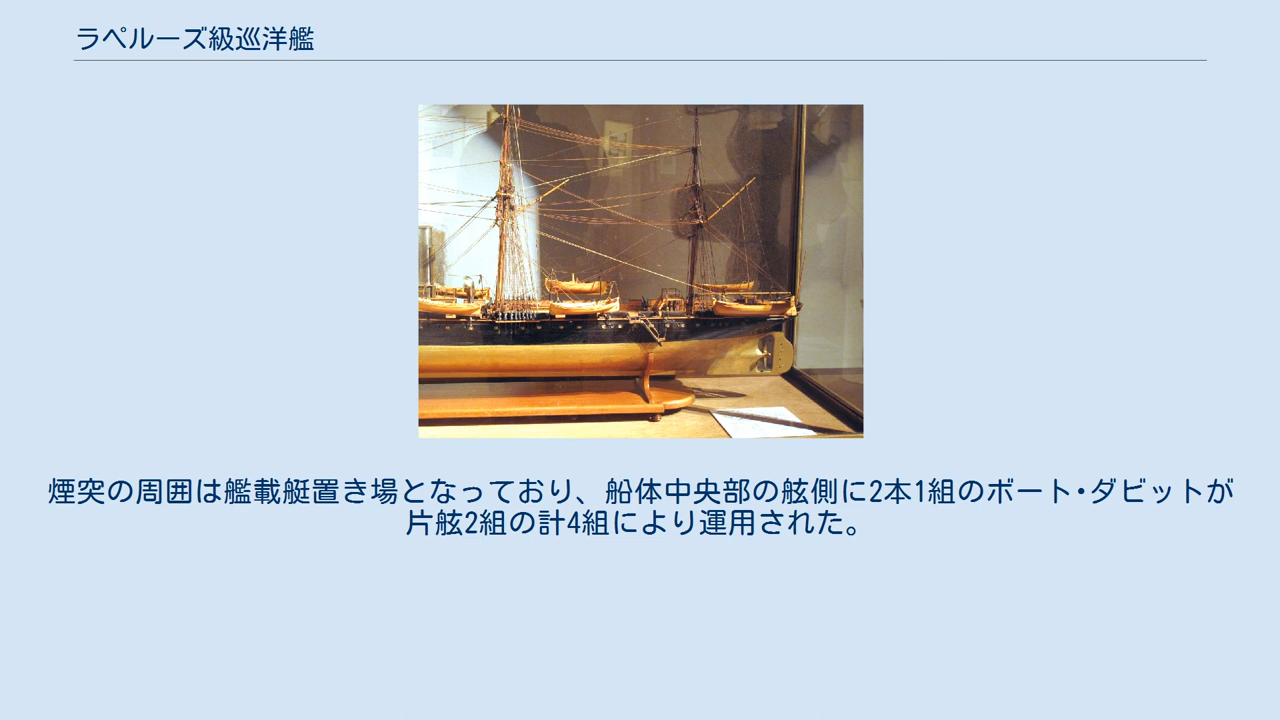 ラペルーズ級巡洋艦
煙突の周囲は艦載艇置き場となっており、船体中央部の舷側に2本1組のボート・ダビットが
片舷2組の計4組により運用された。